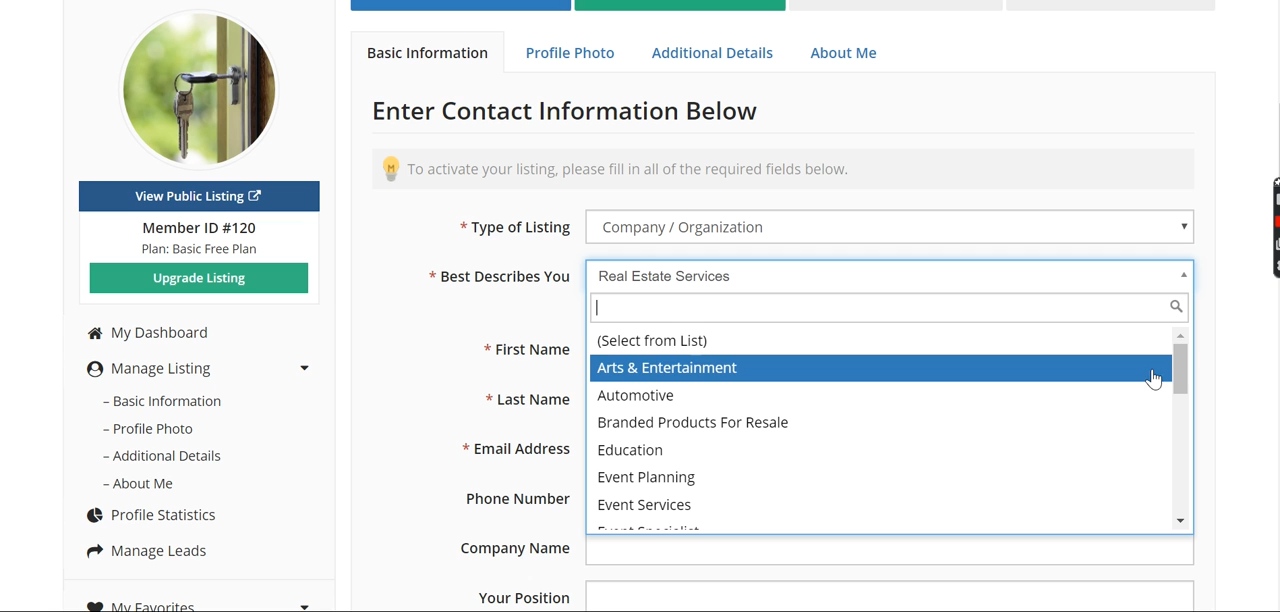 View Public Listing
Member ID #120
Plan: Basic Free Plan
Upgrade Listing
My Dashboard
Manage Listing
– Basic Information
– Profile Photo
– Additional Details
– About Me
Profile Statistics
Manage Leads
My Favorites
Basic Information Profile Photo Additional Details About Me
Enter Contact Information Below
To activate your listing, please fill in all of the required fields below.
* Type of Listing Company / Organization
* Best Describes You Real Estate Services
(Select from List)
Arts & Entertainment
Automotive
Branded Products For Resale
Education
Event Planning
Event Services
Event Specialist
* First Name
* Last Name
* Email Address
Phone Number
Company Name
Your Position